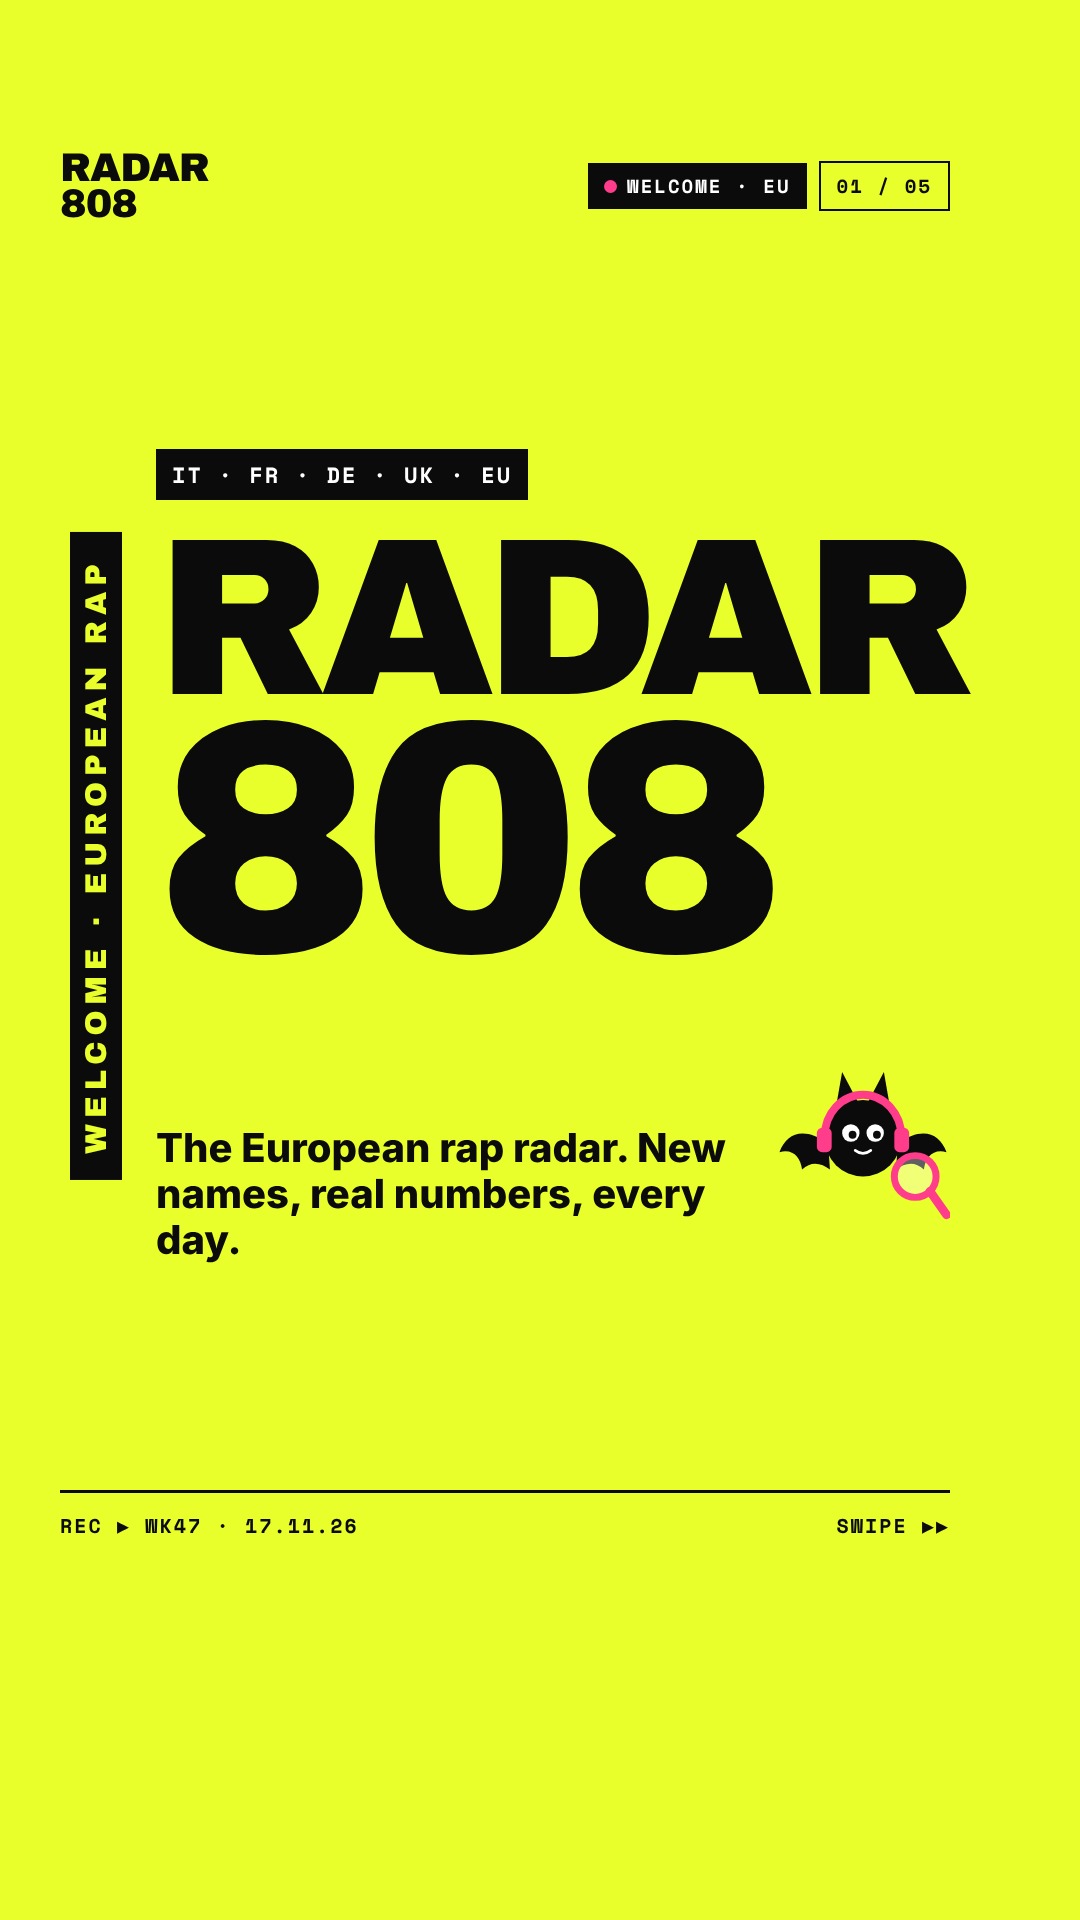 RADAR
808
WELCOME · EU
01 / 05
IT · FR · DE · UK · EU
WELCOME · EUROPEAN RAP
RADAR
808
The European rap radar. New
names, real numbers, every
day.
REC ▶ WK47 · 17.11.26
SWIPE ▶▶